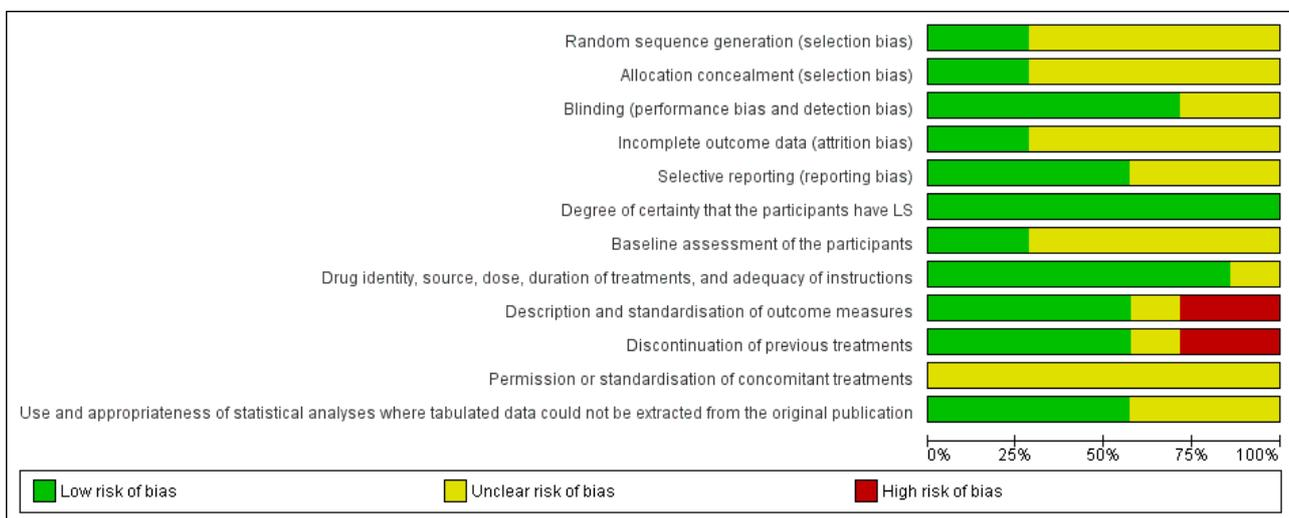 Random sequence generation (selection bias)
Allocation concealment (selection bias)
Blinding (performance bias and detection bias)
Incomplete outcome data (attrition bias)
Selective reporting (reporting bias)
Degree of certainty that the participants have LS
Baseline assessment of the participants
Drug identity, source, dose, duration of treatments, and adequacy of instructions
Description and standardisation of outcome measures
Discontinuation of previous treatments
Permission or standardisation of concomitant treatments
Use and appropriateness of statistical analyses where tabulated data could not be extracted from the original publication
0% 25% 50% 75% 100%
Low risk of bias Unclear risk of bias High risk of bias